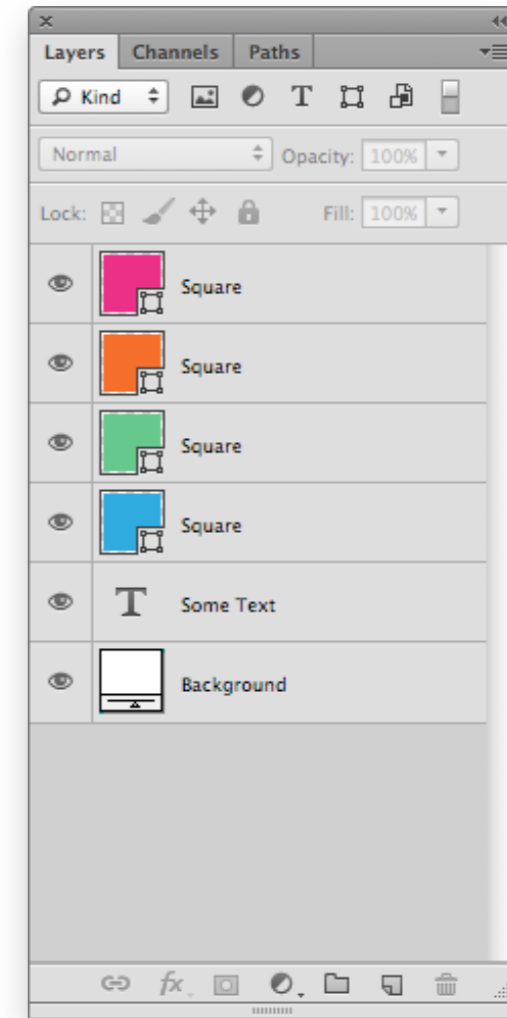 Layers Channels Paths
Kind
Normal Opacity: 100%
Lock: Fill: 100%
Square
Square
Square
Square
T Some Text
Background
fx